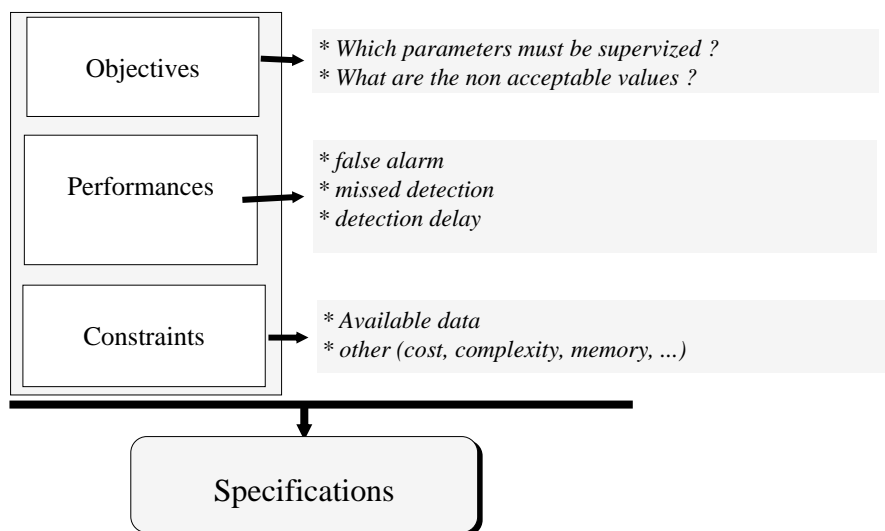 Objectives
* Which parameters must be supervized ?
* What are the non acceptable values ?
Performances
* false alarm
* missed detection
* detection delay
Constraints
* Available data
* other (cost, complexity, memory, ...)
Specifications